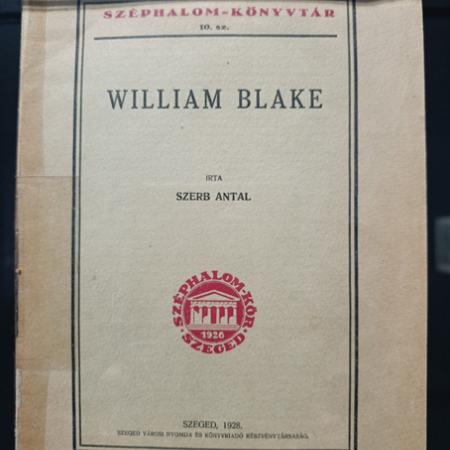 SZÉPHALOM-KÖNYVTÁR
10. sz.
WILLIAM BLAKE
IRTA
SZERB ANTAL
SZÉPHALOM-KÖR
1926
SZEGED
SZEGED, 1928.
SZEGED VÁROSI NYOMDA ÉS KÖNYVKIADÓ RÉSZVÉNYTÁRSASÁG.